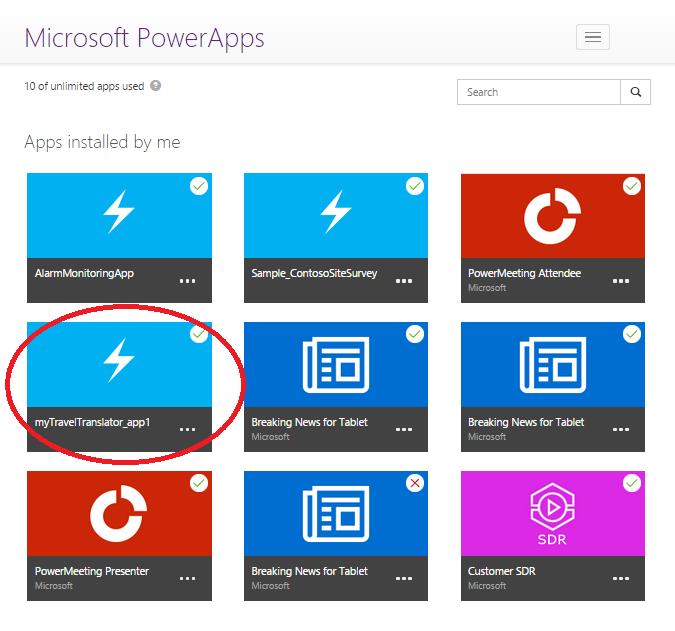 Microsoft PowerApps
10 of unlimited apps used ?
Search
Apps installed by me
AlarmMonitoringApp
Sample_ContosoSiteSurvey
PowerMeeting Attendee
Microsoft
myTravelTranslator_app1
Breaking News for Tablet
Microsoft
Breaking News for Tablet
Microsoft
SDR
PowerMeeting Presenter
Microsoft
Breaking News for Tablet
Microsoft
Customer SDR
Microsoft